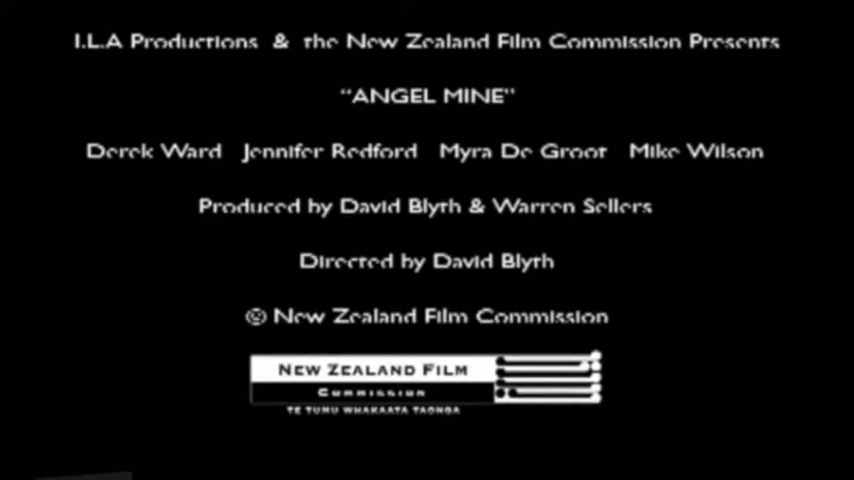 I.L.A Productions & the New Zealand Film Commission Presents
“ANGEL MINE”
Derek Ward Jennifer Redford Myra De Groot Mike Wilson
Produced by David Blyth & Warren Sellers
Directed by David Blyth
© New Zealand Film Commission
NEW ZEALAND FILM
COMMISSION
TE TUMU WHAKAATA TAONGA